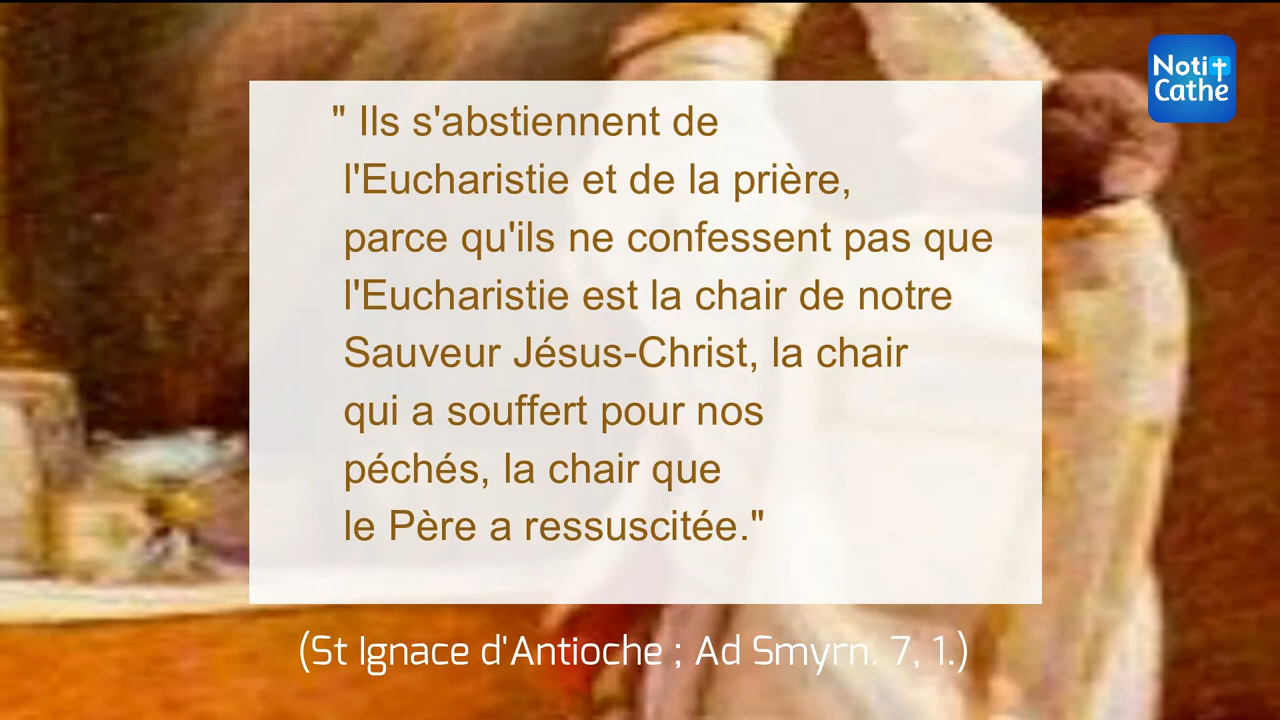 Noti
Cathe
" Ils s'abstiennent de
l'Eucharistie et de la prière,
parce qu'ils ne confessent pas que
l'Eucharistie est la chair de notre
Sauveur Jésus-Christ, la chair
qui a souffert pour nos
péchés, la chair que
le Père a ressuscitée."
(St Ignace d'Antioche ; Ad Smyrn. 7, 1.)